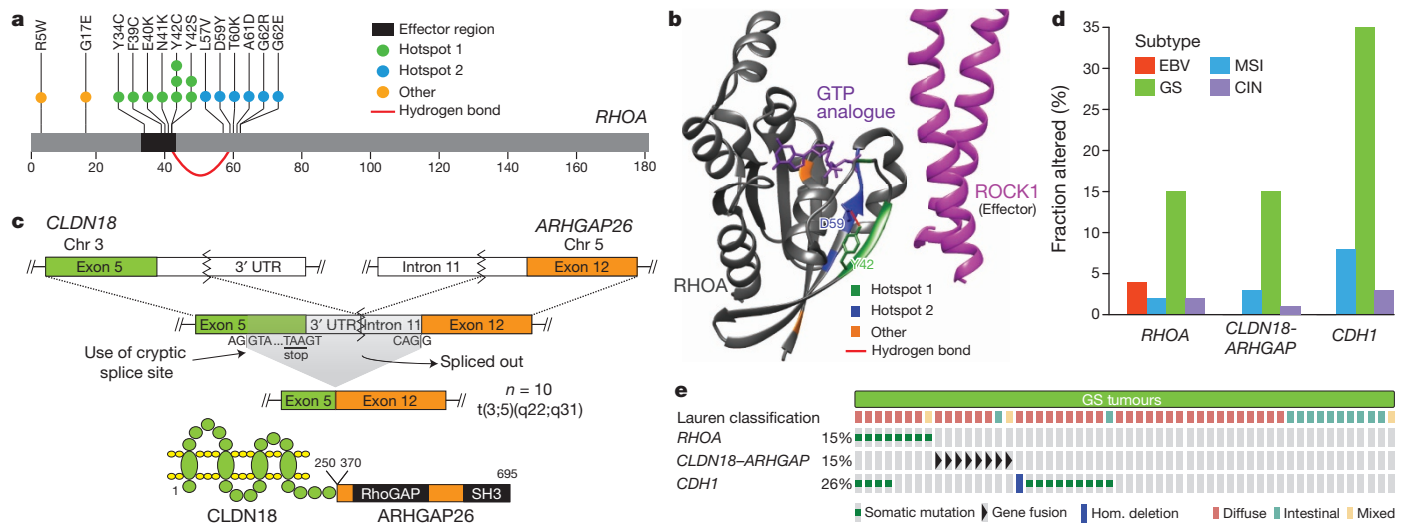 a
R5W
G17E
Y34C
F39C
E40K
N41K
Y42C
Y42S
L57V
D59Y
T60K
A61D
G62R
G62E
Effector region
Hotspot 1
Hotspot 2
Other
Hydrogen bond
RHOA
0 20 40 60 80 100 120 140 160 181
b
GTP
analogue
D59
Y42
ROCK1
(Effector)
RHOA
Hotspot 1
Hotspot 2
Other
Hydrogen bond
c
CLDN18
Chr 3
ARHGAP26
Chr 5
Exon 5 3′ UTR Intron 11 Exon 12
Exon 5 3′ UTR Intron 11 Exon 12
AG GTA ...TAAGT CAG G
stop
Use of cryptic
splice site
Spliced out
Exon 5 Exon 12
n = 10
t(3;5)(q22;q31)
1
250 370 695
RhoGAP SH3
CLDN18 ARHGAP26
d
Fraction altered (%)
35
30
25
20
15
10
5
0
Subtype
EBV MSI
GS CIN
RHOA CLDN18- CDH1
ARHGAP
e
GS tumours
Lauren classification
RHOA 15%
CLDN18–ARHGAP 15%
CDH1 26%
Somatic mutation Gene fusion Hom. deletion Diffuse Intestinal Mixed